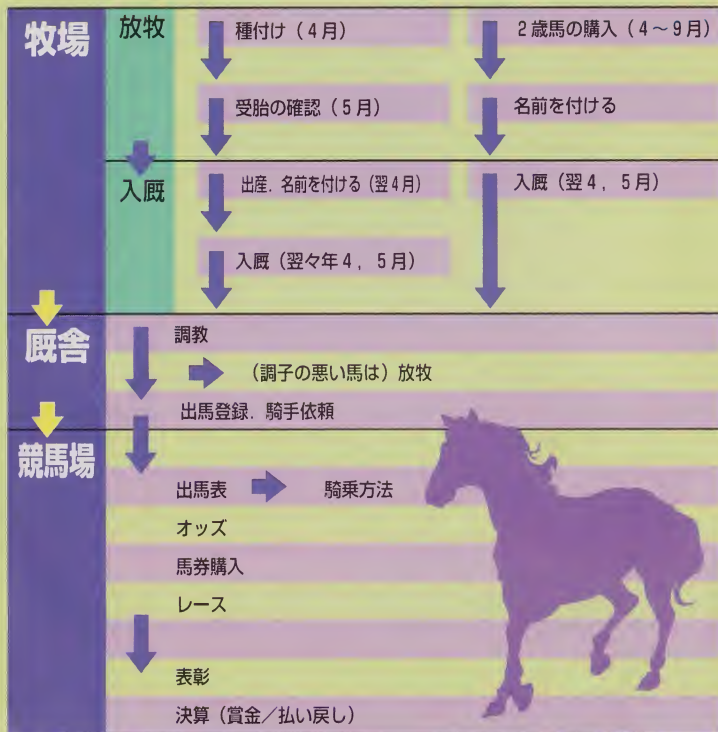 牧場
放牧
種付け（4月）
2歳馬の購入（4～9月）
受胎の確認（5月）
名前を付ける
入厩
出産．名前を付ける（翌4月）
入厩（翌4，5月）
入厩（翌々年4，5月）
厩舎
調教
（調子の悪い馬は）放牧
出馬登録．騎手依頼
競馬場
出馬表
騎乗方法
オッズ
馬券購入
レース
表彰
決算（賞金／払い戻し）